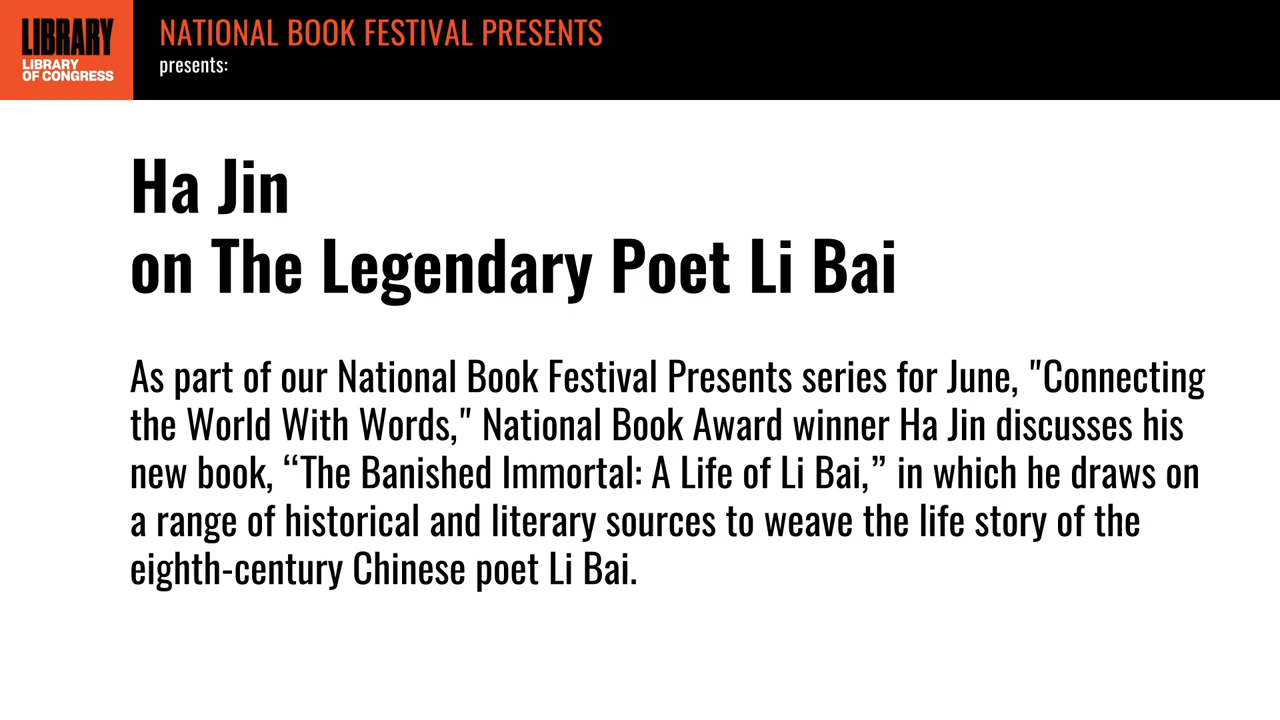 LIBRARY
LIBRARY
OF CONGRESS
NATIONAL BOOK FESTIVAL PRESENTS
presents:
Ha Jin
on The Legendary Poet Li Bai
As part of our National Book Festival Presents series for June, "Connecting
the World With Words," National Book Award winner Ha Jin discusses his
new book, “The Banished Immortal: A Life of Li Bai,” in which he draws on
a range of historical and literary sources to weave the life story of the
eighth-century Chinese poet Li Bai.